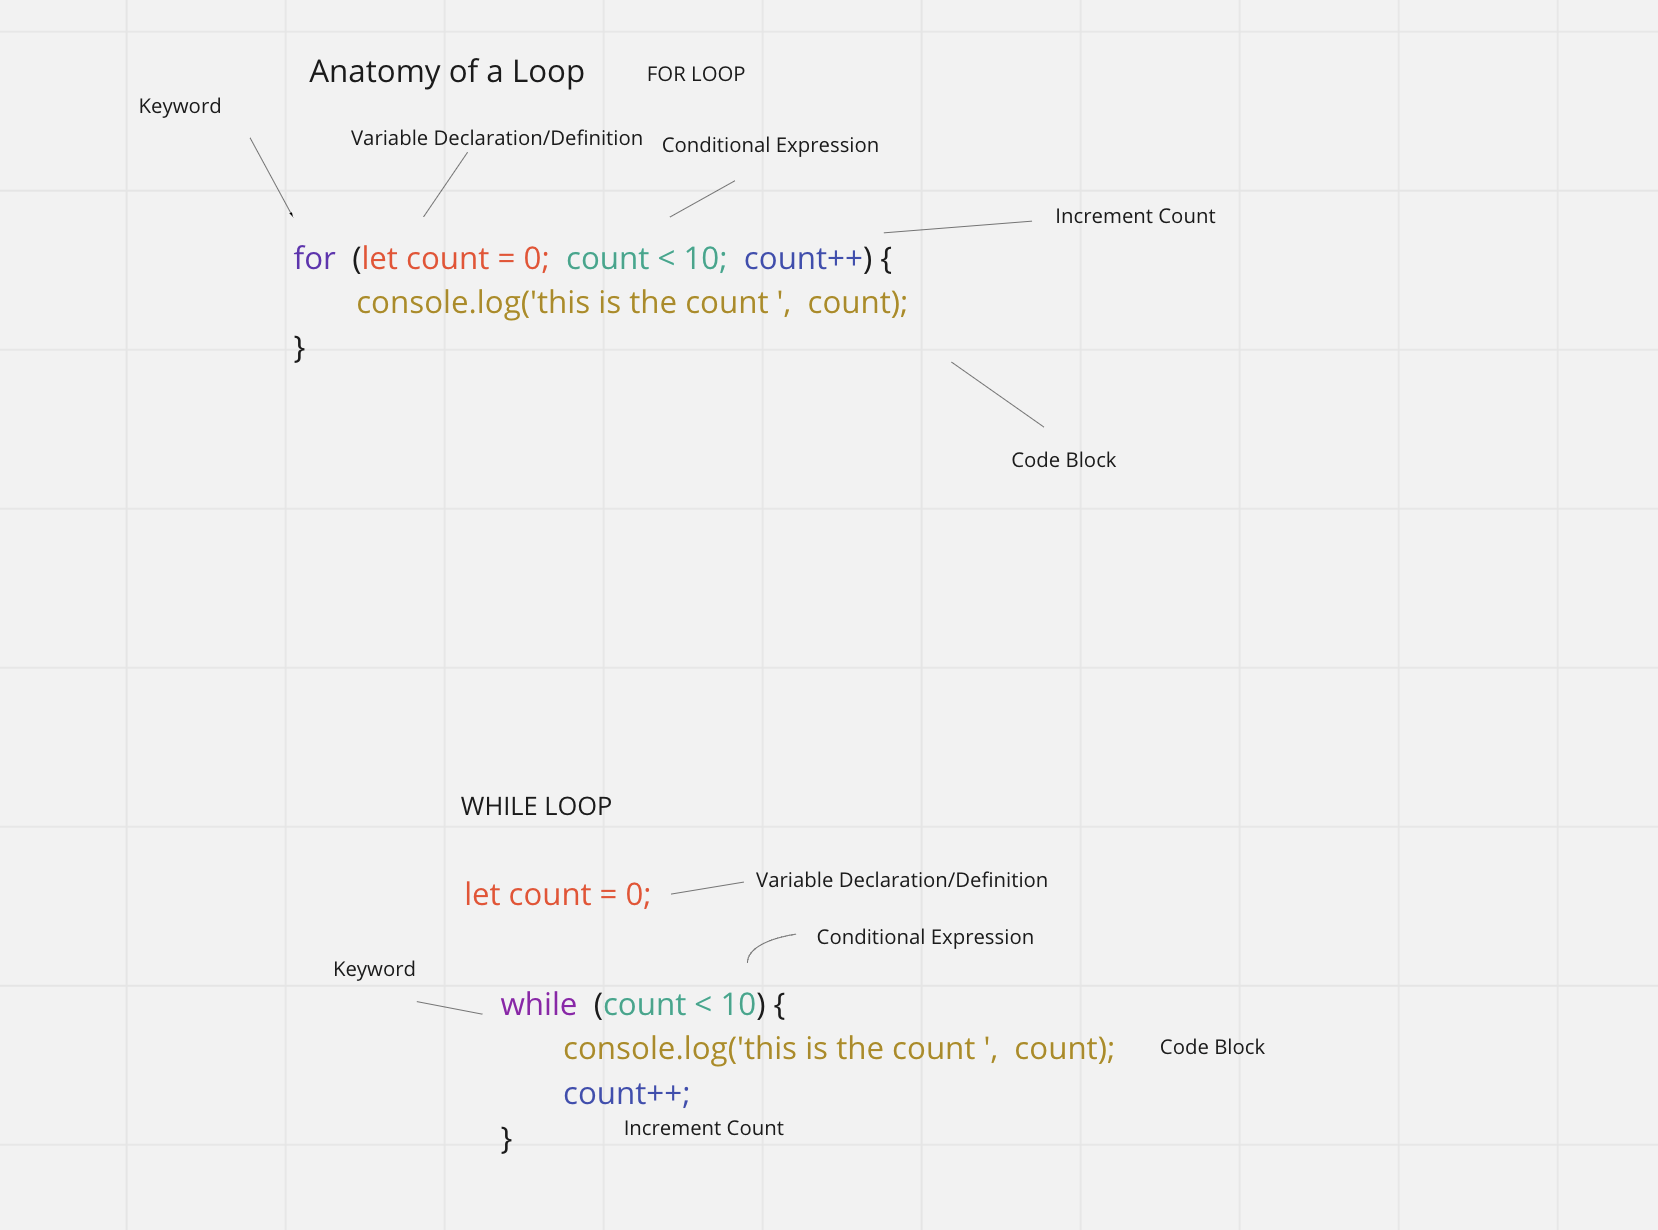 Anatomy of a Loop FOR LOOP
Keyword
Variable Declaration/Definition
Conditional Expression
Increment Count
for (let count = 0; count < 10; count++) {
console.log('this is the count ', count);
}
Code Block
WHILE LOOP
let count = 0;
Variable Declaration/Definition
Conditional Expression
Keyword
while (count < 10) {
console.log('this is the count ', count);
Code Block
count++;
Increment Count
}